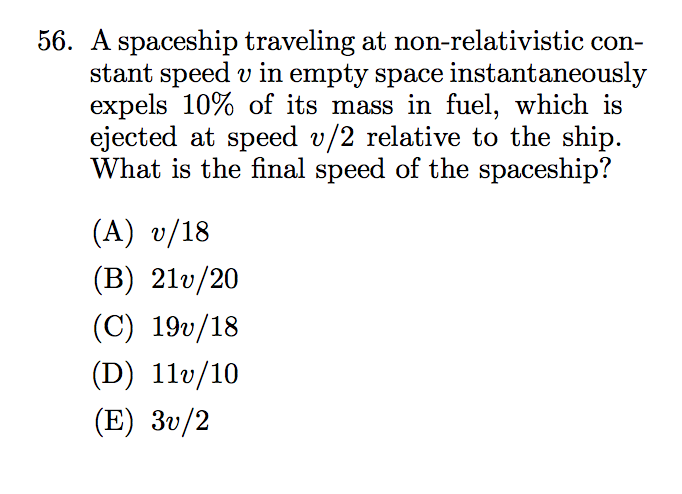 56. A spaceship traveling at non-relativistic con-
stant speed v in empty space instantaneously
expels 10% of its mass in fuel, which is
ejected at speed v/2 relative to the ship.
What is the final speed of the spaceship?
(A) v/18
(B) 21v/20
(C) 19v/18
(D) 11v/10
(E) 3v/2